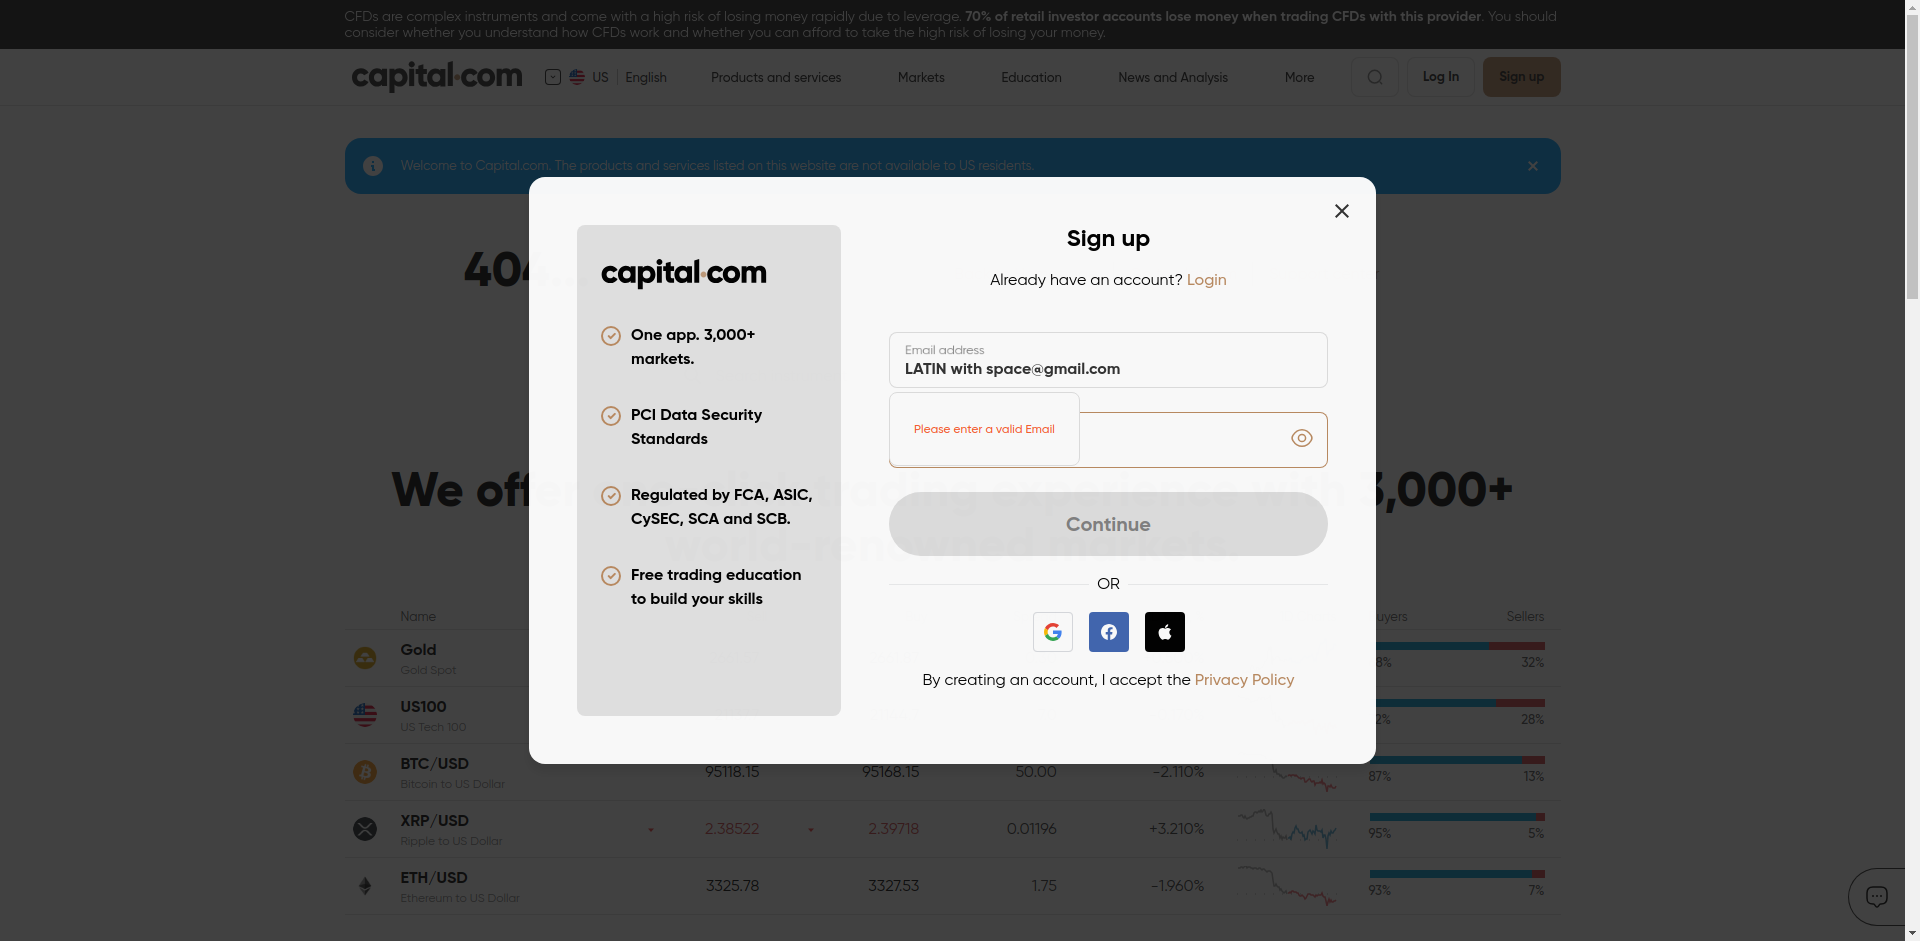 CFDs are complex instruments and come with a high risk of losing money rapidly due to leverage. 70% of retail investor accounts lose money when trading CFDs with this provider. You should
consider whether you understand how CFDs work and whether you can afford to take the high risk of losing your money.
capital.com US English Products and services Markets Education News and Analysis More Log In Sign up
Welcome to Capital.com. The products and services listed on this website are not available to US residents.
404...
Sign up
Already have an account? Login
capital.com
One app. 3,000+
markets.
PCI Data Security
Standards
Regulated by FCA, ASIC,
CySEC, SCA and SCB.
Free trading education
to build your skills
Email address
LATIN with space@gmail.com
Please enter a valid Email
Continue
OR
By creating an account, I accept the Privacy Policy
We offer trading experience with 3,000+
world-renowned markets.
Name Sellers
Gold
Gold Spot 32%
US100
US Tech 100 28%
BTC/USD
Bitcoin to US Dollar 95118.15 95168.15 50.00 -2.110% 87% 13%
XRP/USD
Ripple to US Dollar 2.38522 2.39718 0.01196 +3.210% 95% 5%
ETH/USD
Ethereum to US Dollar 3325.78 3327.53 1.75 -1.960% 93% 7%